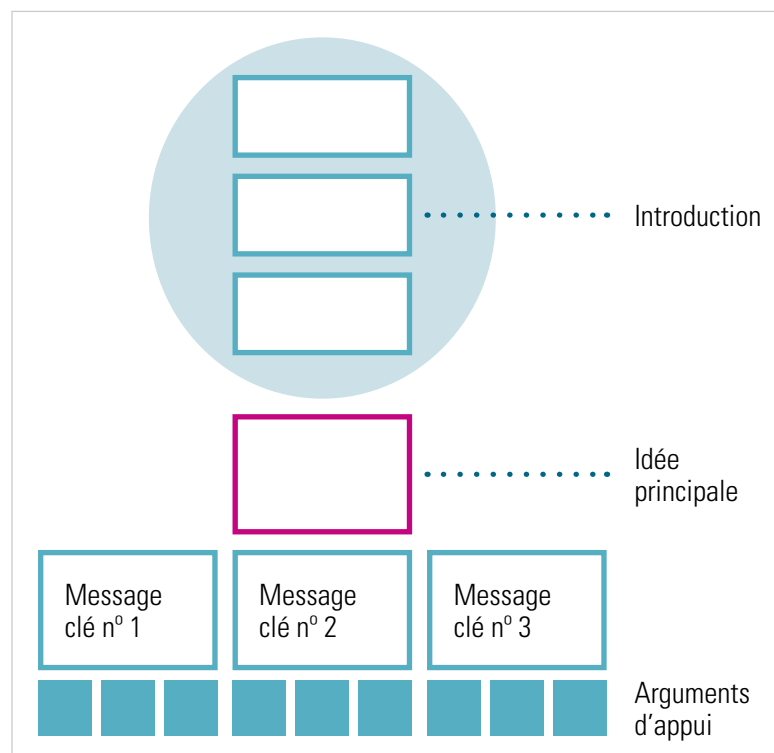 Introduction
Idée
principale
Message
clé nº 1
Message
clé nº 2
Message
clé nº 3
Arguments
d'appui